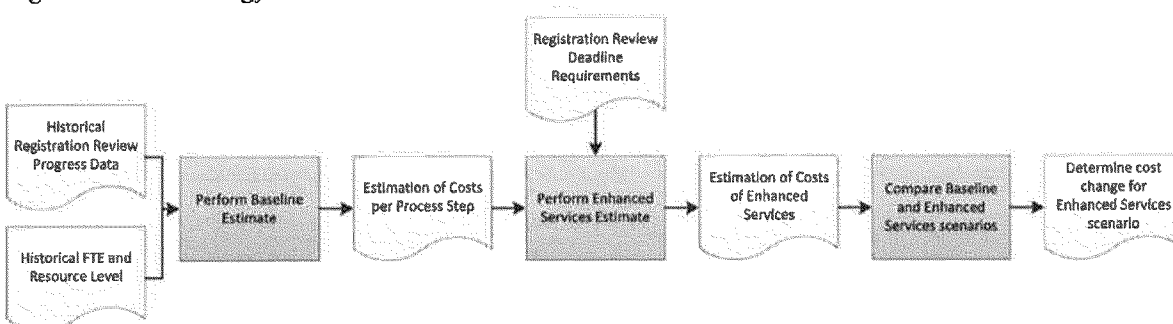 Registration Review
Deadline
Requirements
Historical
Registration Review
Progress Data
Historical FTE and
Resource Level
Perform Baseline
Estimate
Estimation of Costs
per Process Step
Perform Enhanced
Services Estimate
Estimation of Costs
of Enhanced
Services
Compare Baseline
and Enhanced
Services scenarios
Determine cost
change for
Enhanced Services
scenario